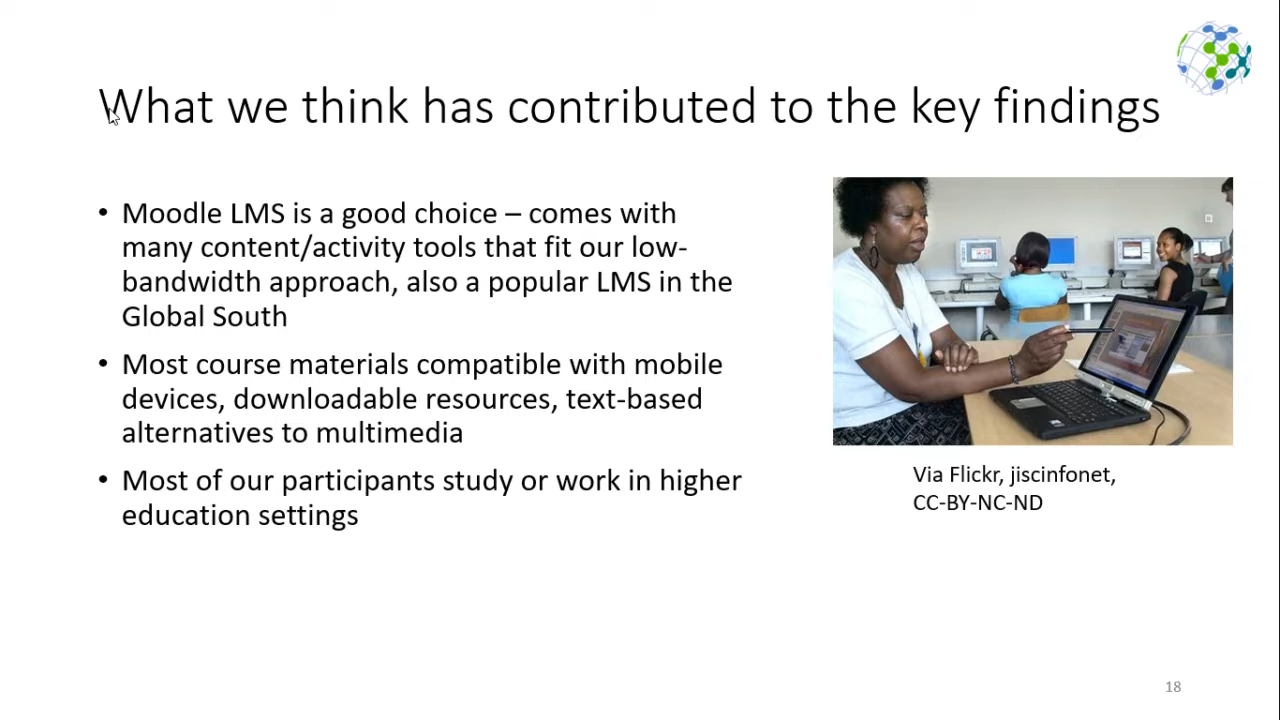 What we think has contributed to the key findings
• Moodle LMS is a good choice – comes with
many content/activity tools that fit our low-
bandwidth approach, also a popular LMS in the
Global South
• Most course materials compatible with mobile
devices, downloadable resources, text-based
alternatives to multimedia
• Most of our participants study or work in higher
education settings
Via Flickr, jiscinfonet,
CC-BY-NC-ND
18